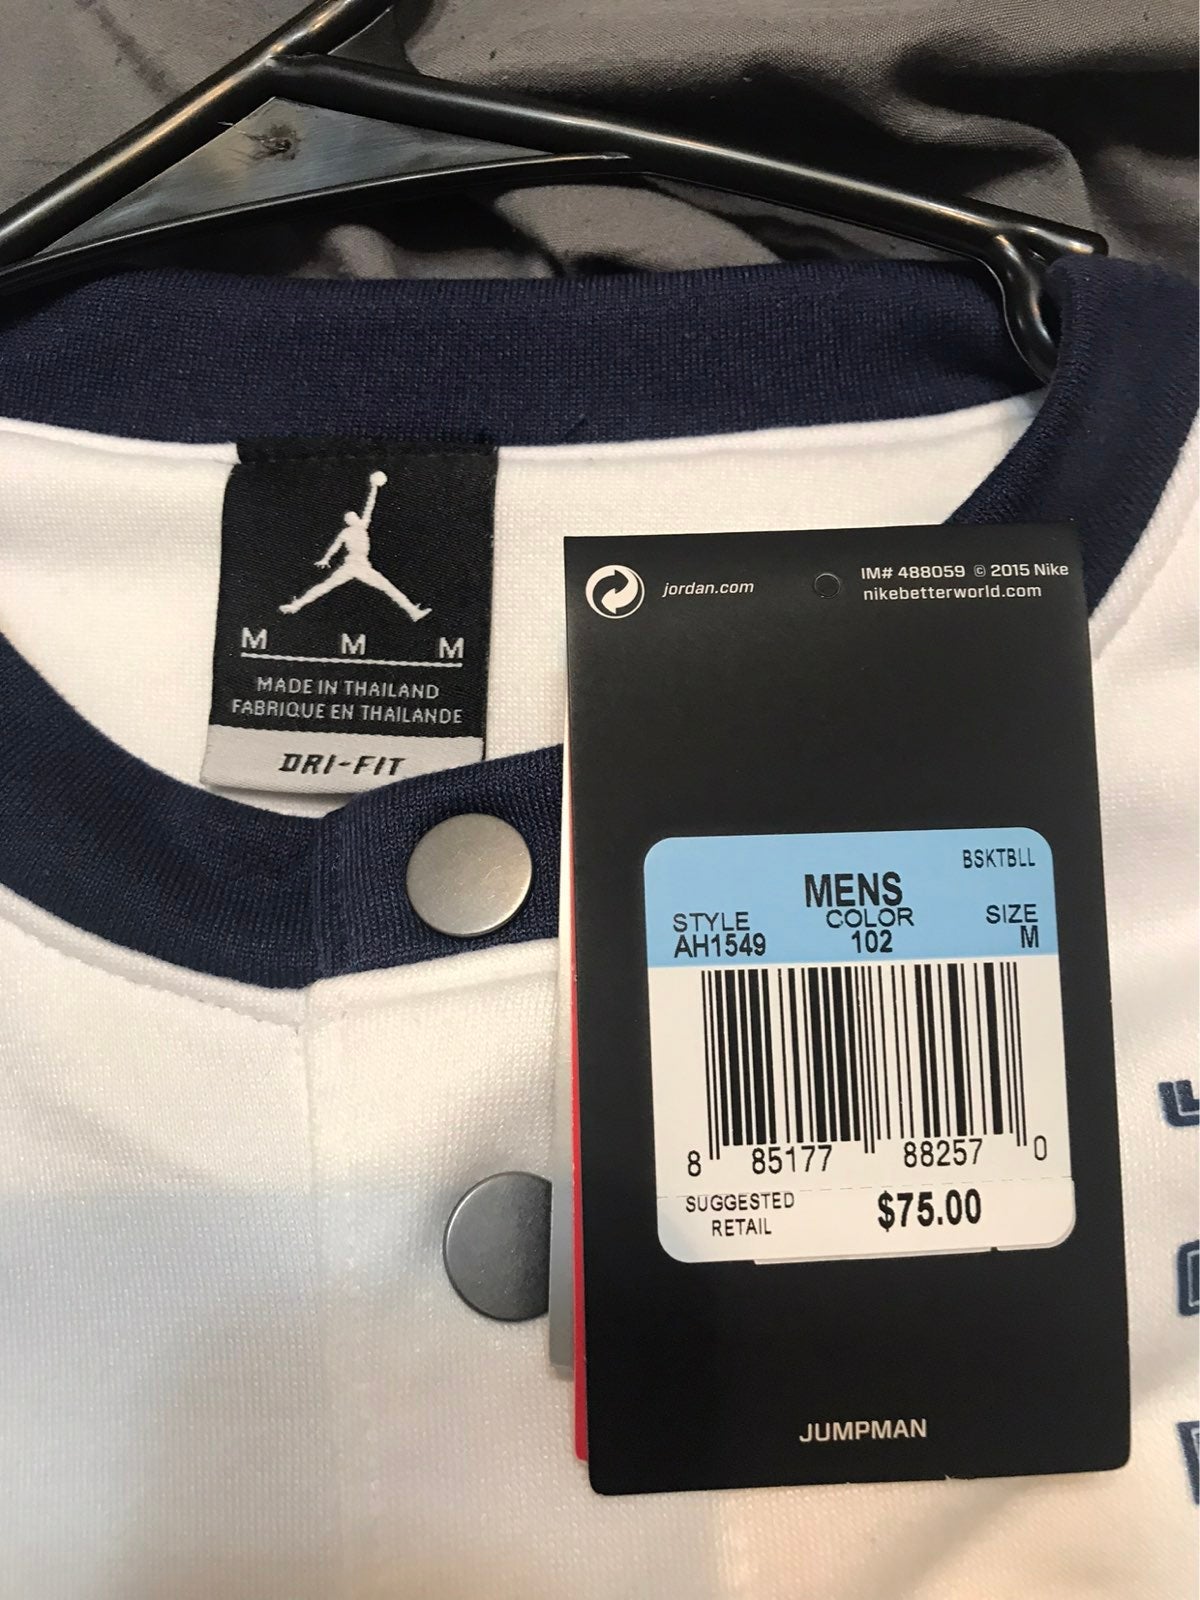 M M M
MADE IN THAILAND
FABRIQUE EN THAÏLANDE
DRI-FIT
jordan.com
IM# 488059 © 2015 Nike
nikebetterworld.com
BSKTBLL
MENS
STYLE COLOR SIZE
AH1549 102 M
8 85177 88257 0
SUGGESTED
RETAIL
$75.00
JUMPMAN